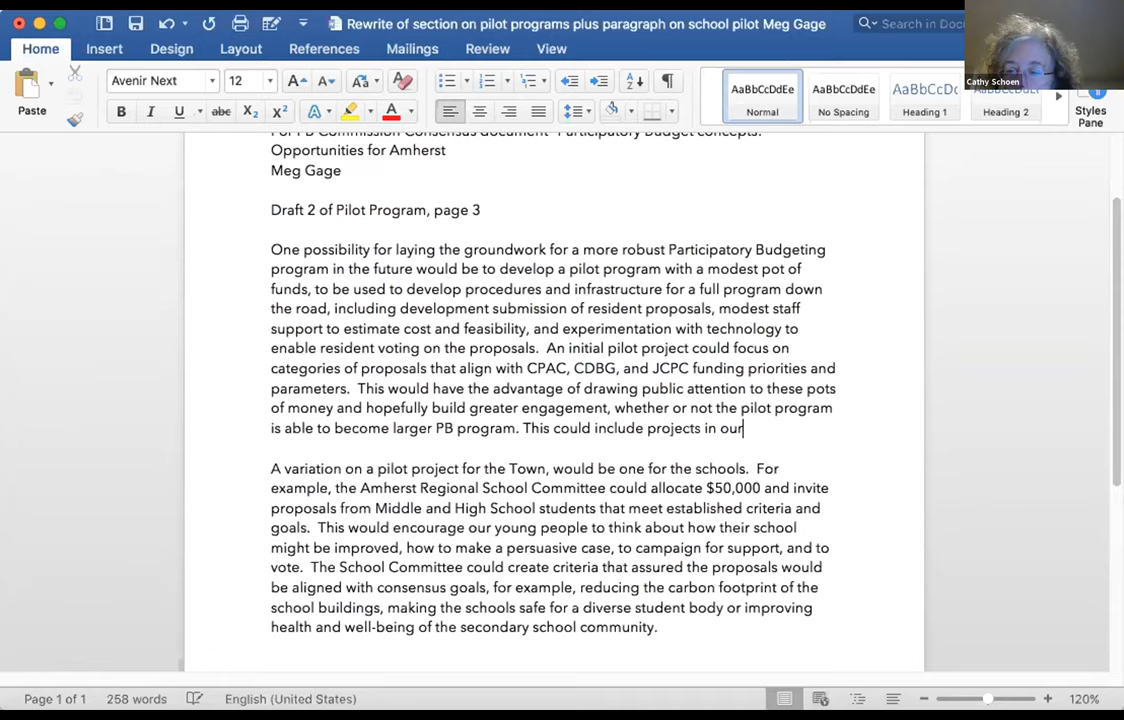 Rewrite of section on pilot programs plus paragraph on school pilot Meg Gage
Search in Doc
Cathy Schoen
Home Insert Design Layout References Mailings Review View
Paste
Avenir Next 12
AaBbCcDdEe AaBbCcDdEe AaBbCcDc AaBbCcDdEe
Normal No Spacing Heading 1 Heading 2
Styles
Pane
For PB Commission Consensus document "Participatory Budget concepts:
Opportunities for Amherst
Meg Gage
Draft 2 of Pilot Program, page 3
One possibility for laying the groundwork for a more robust Participatory Budgeting
program in the future would be to develop a pilot program with a modest pot of
funds, to be used to develop procedures and infrastructure for a full program down
the road, including development submission of resident proposals, modest staff
support to estimate cost and feasibility, and experimentation with technology to
enable resident voting on the proposals.  An initial pilot project could focus on
categories of proposals that align with CPAC, CDBG, and JCPC funding priorities and
parameters.  This would have the advantage of drawing public attention to these pots
of money and hopefully build greater engagement, whether or not the pilot program
is able to become larger PB program. This could include projects in our
A variation on a pilot project for the Town, would be one for the schools.  For
example, the Amherst Regional School Committee could allocate $50,000 and invite
proposals from Middle and High School students that meet established criteria and
goals.  This would encourage our young people to think about how their school
might be improved, how to make a persuasive case, to campaign for support, and to
vote.  The School Committee could create criteria that assured the proposals would
be aligned with consensus goals, for example, reducing the carbon footprint of the
school buildings, making the schools safe for a diverse student body or improving
health and well-being of the secondary school community.
Page 1 of 1 258 words English (United States) 120%